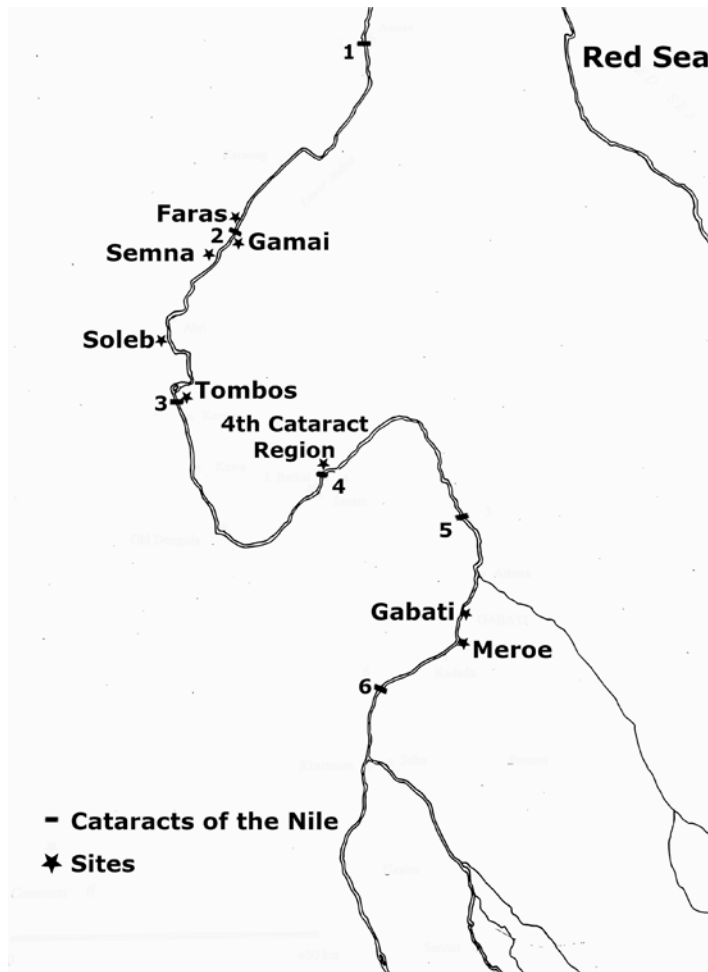 1
Red Sea
Faras
2
Gamai
Semna
Soleb
Tombos
3
4th Cataract
Region
4
5
Gabati
Meroe
6
Cataracts of the Nile
Sites